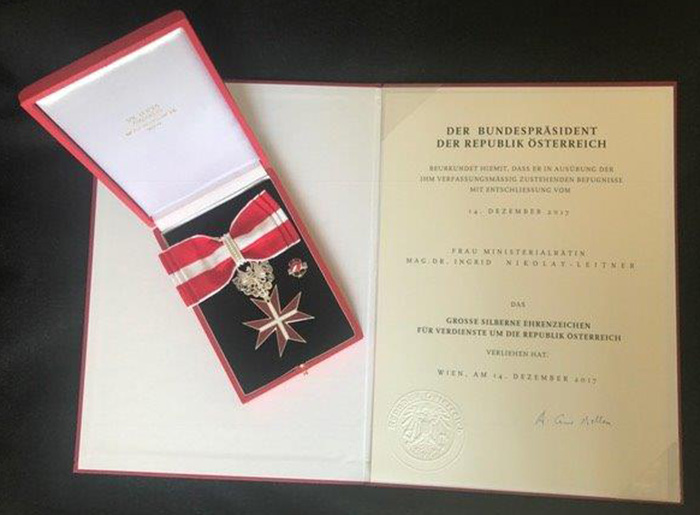 DER BUNDESPRÄSIDENT
DER REPUBLIK ÖSTERREICH
BEURKUNDET HIEMIT, DASS ER IN AUSÜBUNG DER
IHM VERFASSUNGSMÄSSIG ZUSTEHENDEN BEFUGNISSE
MIT ENTSCHLIESSUNG VOM
14. DEZEMBER 2017
FRAU MINISTERIALRÄTIN
MAG.DR. INGRID NIKOLAY-LEITNER
DAS
GROSSE SILBERNE EHRENZEICHEN
FÜR VERDIENSTE UM DIE REPUBLIK ÖSTERREICH
VERLIEHEN HAT.
WIEN, AM 14. DEZEMBER 2017